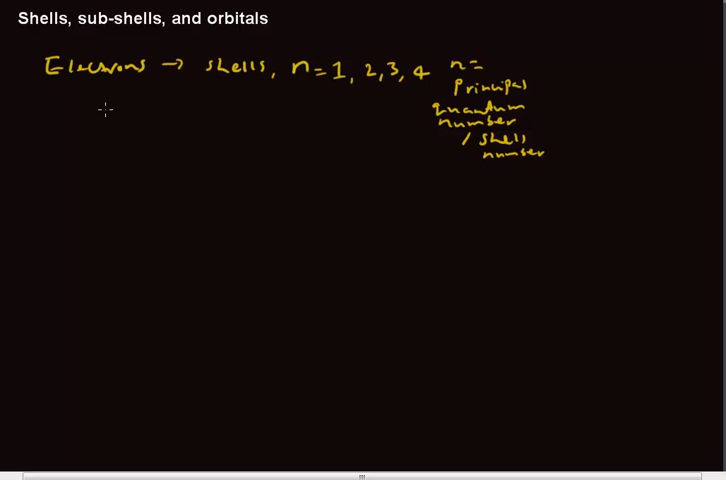 Shells, sub-shells, and orbitals
Electrons → shells, n = 1, 2, 3, 4
n =
Principal
quantum
number
/ shell
number